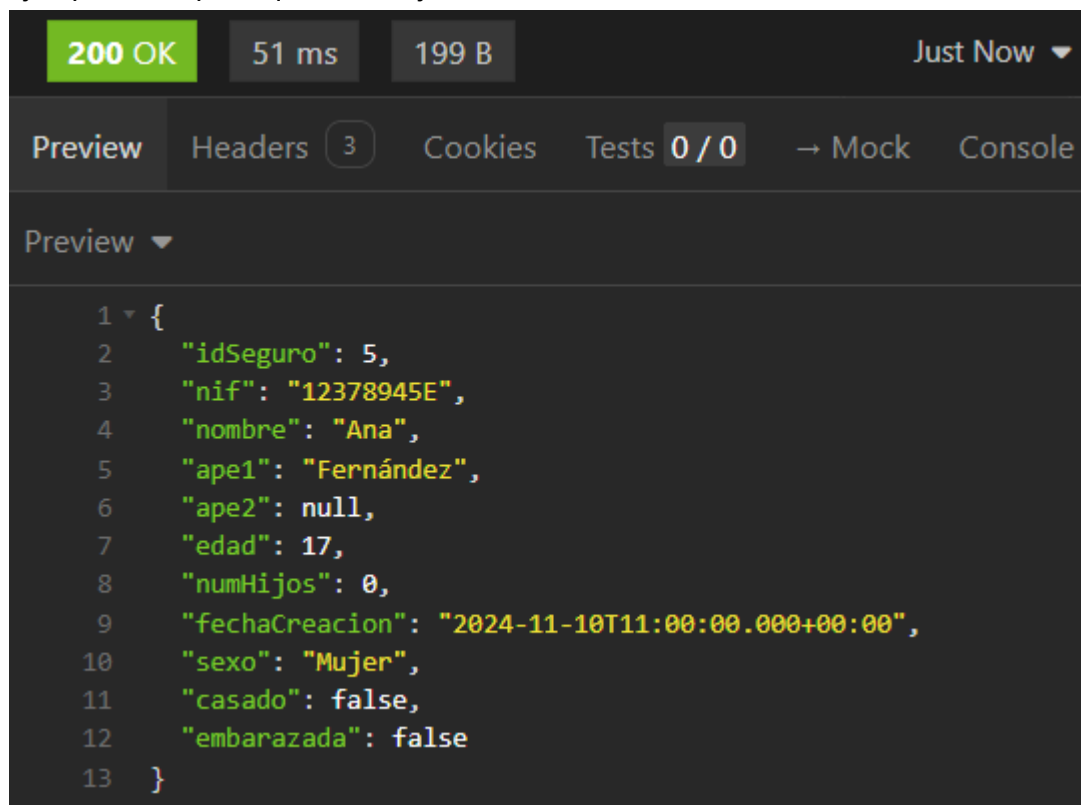 200 OK 51 ms 199 B Just Now
Preview Headers 3 Cookies Tests 0 / 0 → Mock Console
Preview
1 {
2 "idSeguro": 5,
3 "nif": "12378945E",
4 "nombre": "Ana",
5 "ape1": "Fernández",
6 "ape2": null,
7 "edad": 17,
8 "numHijos": 0,
9 "fechaCreacion": "2024-11-10T11:00:00.000+00:00",
10 "sexo": "Mujer",
11 "casado": false,
12 "embarazada": false
13 }